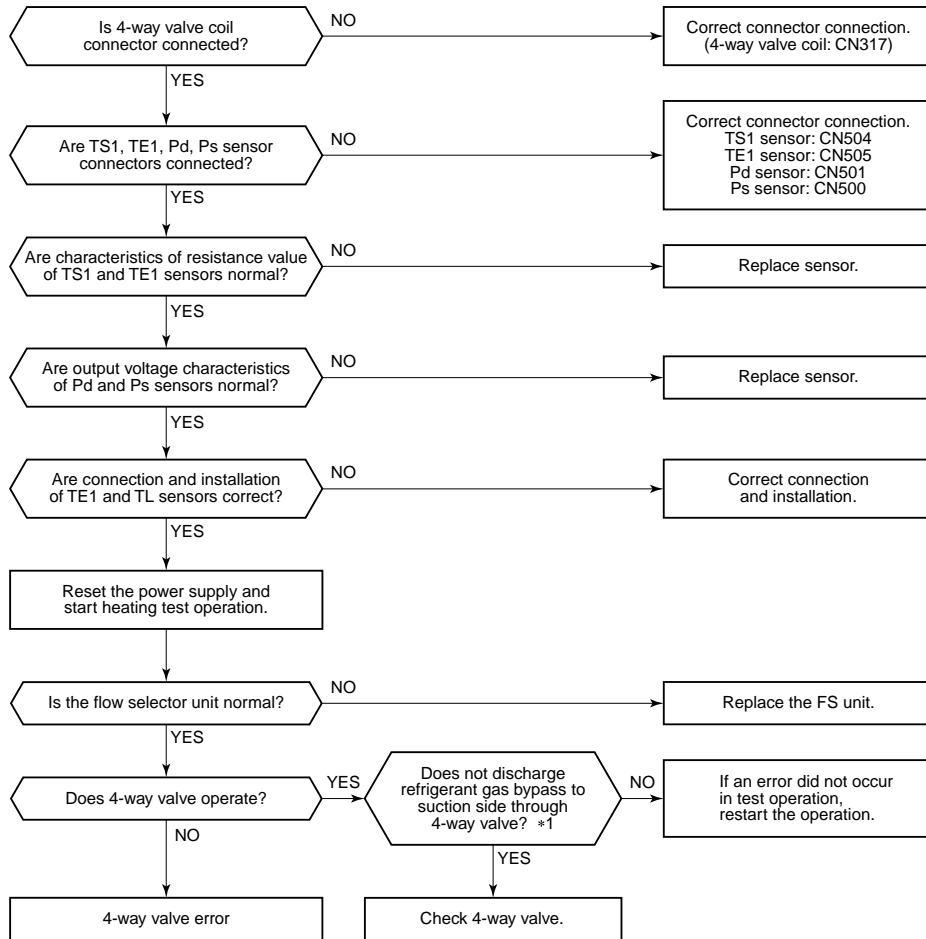 Is 4-way valve coil
connector connected?
NO
Correct connector connection.
(4-way valve coil: CN317)
YES
Are TS1, TE1, Pd, Ps sensor
connectors connected?
NO
Correct connector connection.
TS1 sensor: CN504
TE1 sensor: CN505
Pd sensor: CN501
Ps sensor: CN500
YES
Are characteristics of resistance value
of TS1 and TE1 sensors normal?
NO
Replace sensor.
YES
Are output voltage characteristics
of Pd and Ps sensors normal?
NO
Replace sensor.
YES
Are connection and installation
of TE1 and TL sensors correct?
NO
Correct connection
and installation.
YES
Reset the power supply and
start heating test operation.
Is the flow selector unit normal?
NO
Replace the FS unit.
YES
Does 4-way valve operate?
YES
Does not discharge
refrigerant gas bypass to
suction side through
4-way valve? *1
NO
If an error did not occur
in test operation,
restart the operation.
NO
YES
4-way valve error
Check 4-way valve.